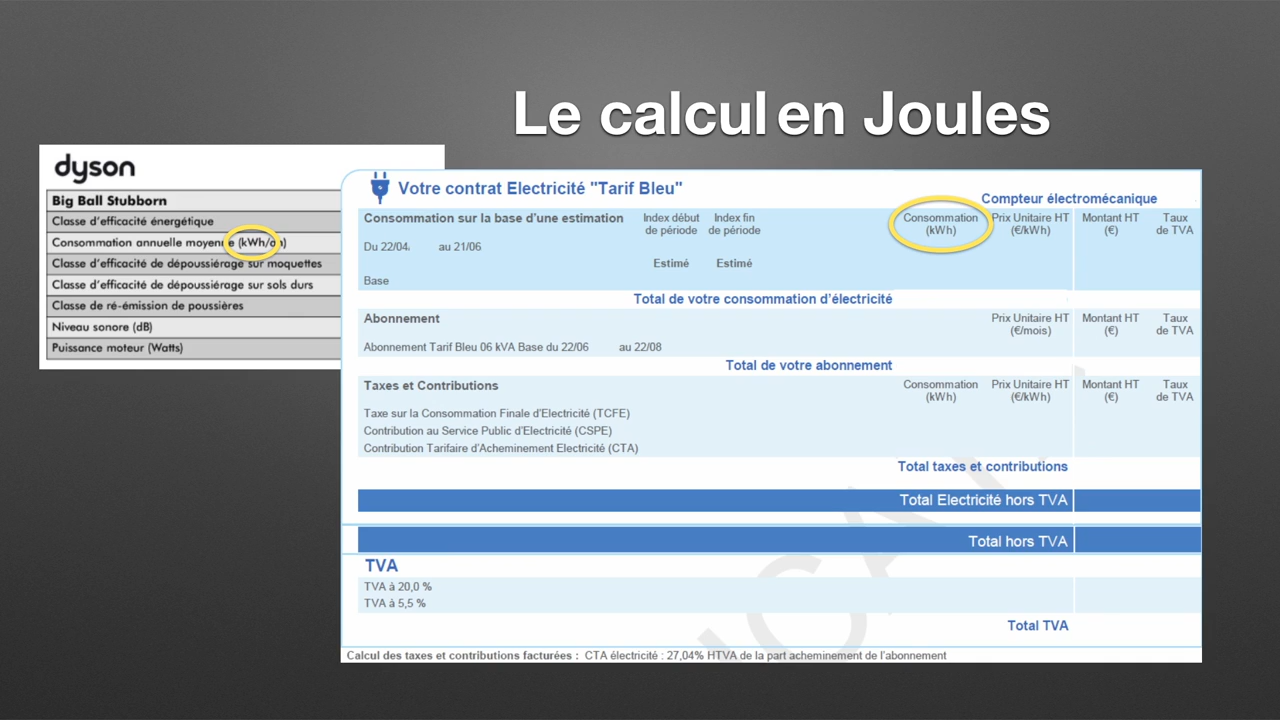 Le calcul en Joules
dyson
Big Ball Stubborn
Classe d'efficacité énergétique
Consommation annuelle moyenne (kWh/an)
Classe d'efficacité de dépoussiérage sur moquettes
Classe d'efficacité de dépoussiérage sur sols durs
Classe de ré-émission de poussières
Niveau sonore (dB)
Puissance moteur (Watts)
Votre contrat Electricité "Tarif Bleu"
Compteur électromécanique
Consommation sur la base d'une estimation Index début Index fin Consommation Prix Unitaire HT Montant HT Taux
de période de période (kWh) (€/kWh) (€) de TVA
Du 22/04 au 21/06
Estimé Estimé
Base
Total de votre consommation d'électricité
Abonnement Prix Unitaire HT Montant HT Taux
(€/mois) (€) de TVA
Abonnement Tarif Bleu 06 kVA Base du 22/06 au 22/08
Total de votre abonnement
Taxes et Contributions Consommation Prix Unitaire HT Montant HT Taux
(kWh) (€/kWh) (€) de TVA
Taxe sur la Consommation Finale d'Electricité (TCFE)
Contribution au Service Public d'Electricité (CSPE)
Contribution Tarifaire d'Acheminement Electricité (CTA)
Total taxes et contributions
Total Electricité hors TVA
Total hors TVA
TVA
TVA à 20,0 %
TVA à 5,5 %
Total TVA
Calcul des taxes et contributions facturées : CTA électricité : 27,04% HTVA de la part acheminement de l'abonnement